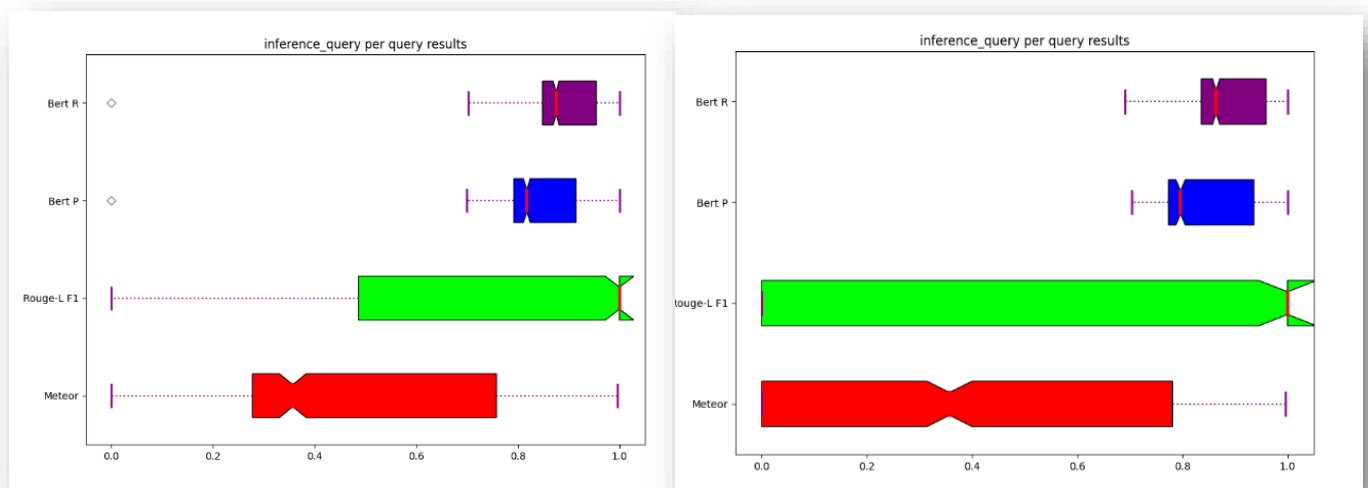 inference_query per query results
Bert R
Bert P
Rouge-L F1
Meteor
0.0 0.2 0.4 0.6 0.8 1.0
inference_query per query results
Bert R
Bert P
Rouge-L F1
Meteor
0.0 0.2 0.4 0.6 0.8 1.0